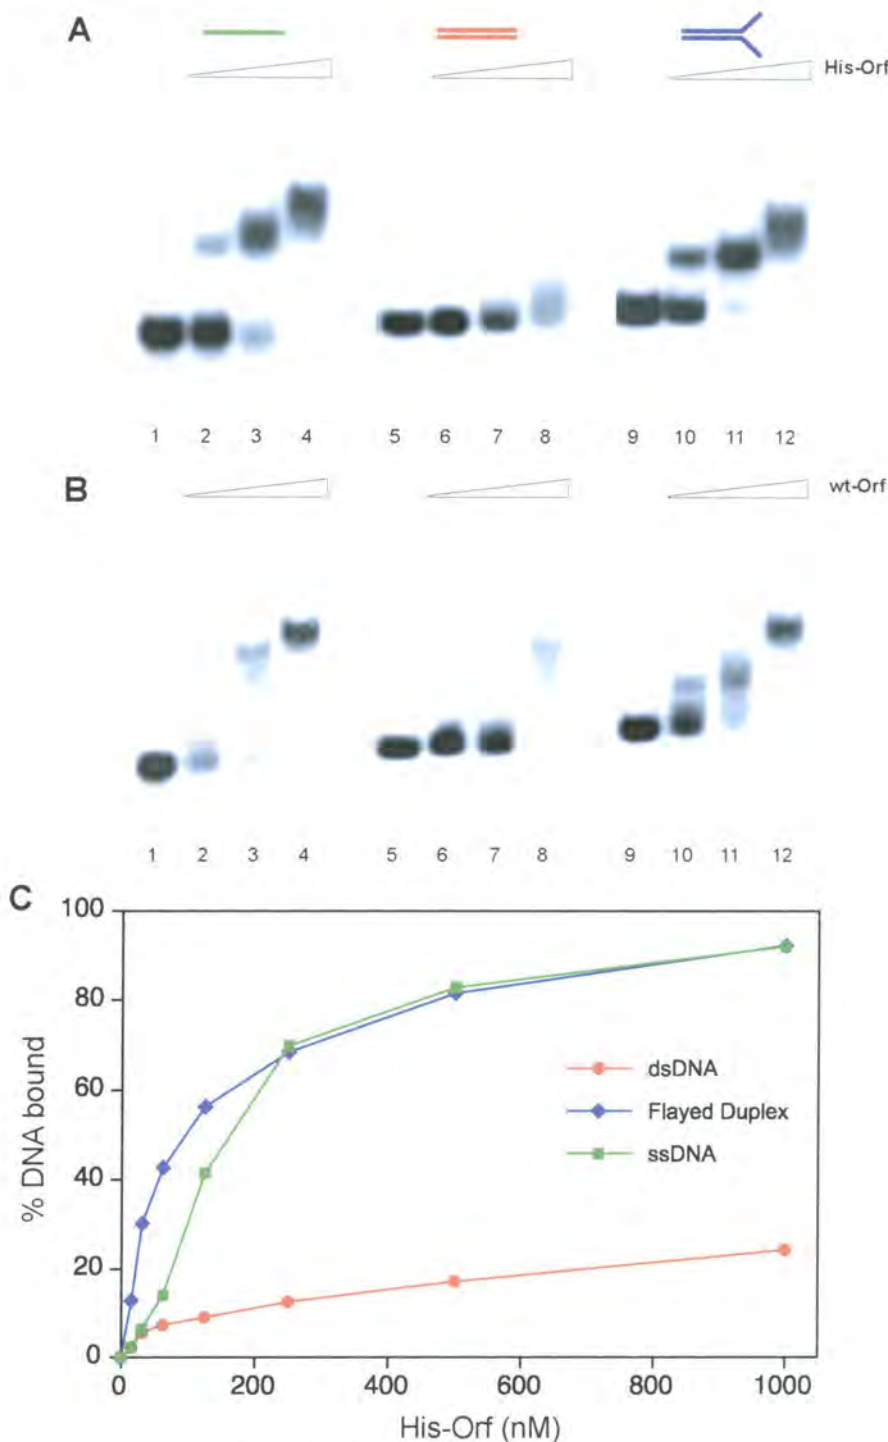 A
His-Orf
1 2 3 4 5 6 7 8 9 10 11 12
B
wt-Orf
1 2 3 4 5 6 7 8 9 10 11 12
C
100
80
60
40
20
0
% DNA bound
dsDNA
Flayed Duplex
ssDNA
0 200 400 600 800 1000
His-Orf (nM)